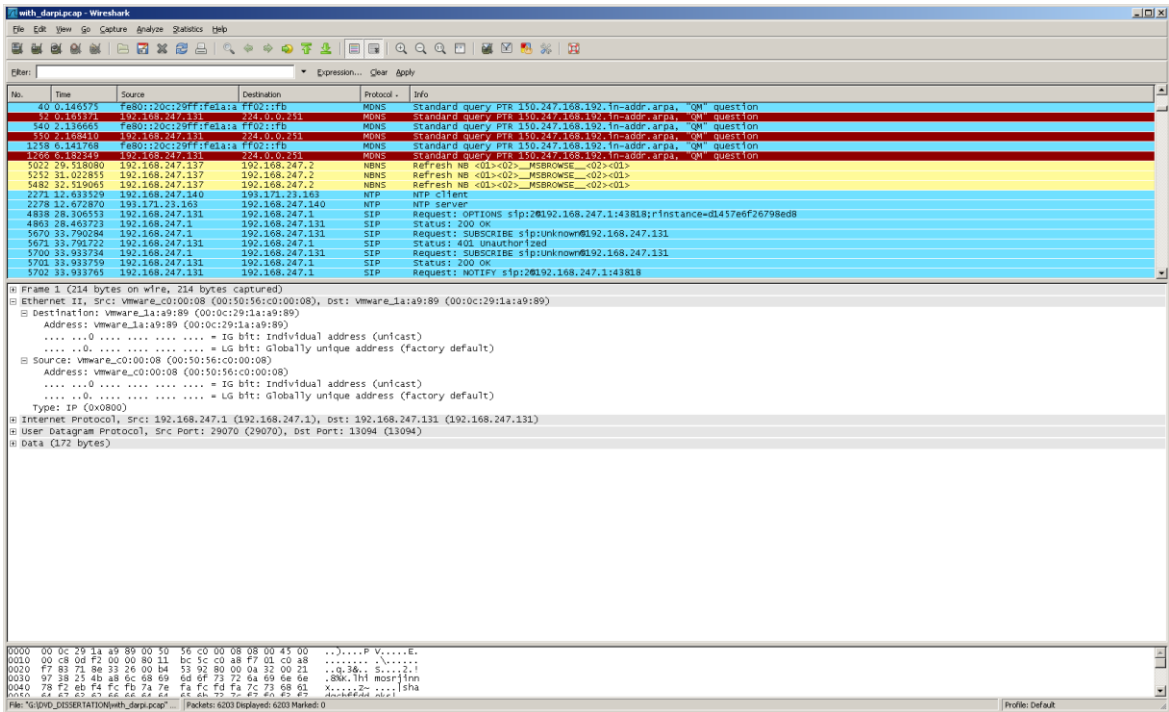 with_darpi.pcap - Wireshark
File Edit View Go Capture Analyze Statistics Help
Filter: Expression... Clear Apply
No. Time Source Destination Protocol Info
40 0.146575 fe80::20c:29ff:fe1a:a ff02::fb MDNS Standard query PTR 150.247.168.192.in-addr.arpa, "QM" question
52 0.165371 192.168.247.131 224.0.0.251 MDNS Standard query PTR 150.247.168.192.in-addr.arpa, "QM" question
540 2.136665 fe80::20c:29ff:fe1a:a ff02::fb MDNS Standard query PTR 150.247.168.192.in-addr.arpa, "QM" question
550 2.168410 192.168.247.131 224.0.0.251 MDNS Standard query PTR 150.247.168.192.in-addr.arpa, "QM" question
1258 6.141768 fe80::20c:29ff:fe1a:a ff02::fb MDNS Standard query PTR 150.247.168.192.in-addr.arpa, "QM" question
1266 6.182349 192.168.247.131 224.0.0.251 MDNS Standard query PTR 150.247.168.192.in-addr.arpa, "QM" question
5022 29.518080 192.168.247.137 192.168.247.2 NBNS Refresh NB <01><02>__MSBROWSE__<02><01>
5252 31.022855 192.168.247.137 192.168.247.2 NBNS Refresh NB <01><02>__MSBROWSE__<02><01>
5482 32.519065 192.168.247.137 192.168.247.2 NBNS Refresh NB <01><02>__MSBROWSE__<02><01>
2271 12.633529 192.168.247.140 193.171.23.163 NTP NTP client
2278 12.672870 193.171.23.163 192.168.247.140 NTP NTP server
4838 28.306553 192.168.247.131 192.168.247.1 SIP Request: OPTIONS sip:20@192.168.247.1:43818;rinstance=d1457e6f26798ed8
4863 28.463723 192.168.247.1 192.168.247.131 SIP Status: 200 OK
5670 33.790284 192.168.247.1 192.168.247.131 SIP Request: SUBSCRIBE sip:Unknown@192.168.247.131
5671 33.791722 192.168.247.131 192.168.247.1 SIP Status: 401 Unauthorized
5700 33.933734 192.168.247.1 192.168.247.131 SIP Request: SUBSCRIBE sip:Unknown@192.168.247.131
5701 33.933759 192.168.247.131 192.168.247.1 SIP Status: 200 OK
5702 33.933765 192.168.247.131 192.168.247.1 SIP Request: NOTIFY sip:20@192.168.247.1:43818
Frame 1 (214 bytes on wire, 214 bytes captured)
Ethernet II, Src: Vmware_c0:00:08 (00:50:56:c0:00:08), Dst: Vmware_1a:a9:89 (00:0c:29:1a:a9:89)
Destination: Vmware_1a:a9:89 (00:0c:29:1a:a9:89)
Address: Vmware_1a:a9:89 (00:0c:29:1a:a9:89)
.... ...0 .... .... .... .... = IG bit: Individual address (unicast)
.... ..0. .... .... .... .... = LG bit: Globally unique address (factory default)
Source: Vmware_c0:00:08 (00:50:56:c0:00:08)
Address: Vmware_c0:00:08 (00:50:56:c0:00:08)
.... ...0 .... .... .... .... = IG bit: Individual address (unicast)
.... ..0. .... .... .... .... = LG bit: Globally unique address (factory default)
Type: IP (0x0800)
Internet Protocol, Src: 192.168.247.1 (192.168.247.1), Dst: 192.168.247.131 (192.168.247.131)
User Datagram Protocol, Src Port: 29070 (29070), Dst Port: 13094 (13094)
Data (172 bytes)
0000 00 0c 29 1a a9 89 00 50 56 c0 00 08 08 00 45 00 ..)....P V.....E.
0010 00 c8 0d f2 00 00 80 11 bc 5c c0 a8 f7 01 c0 a8 ........ .\......
0020 f7 83 71 8e 33 26 00 b4 53 92 80 00 0a 32 00 21 ..q.3&.. S....2.!
0030 97 38 25 4b a8 6c 68 69 6d 6f 73 72 6a 69 6e 6e .8%K.lhi mosrjinn
0040 78 f2 eb f4 fc fb 7a 7e fa fc fd fa 7c 73 68 61 x.....z~ ....|sha
File: "G:\DVD_DISSERTATION\with_darpi.pcap" ... Packets: 6203 Displayed: 6203 Marked: 0 Profile: Default